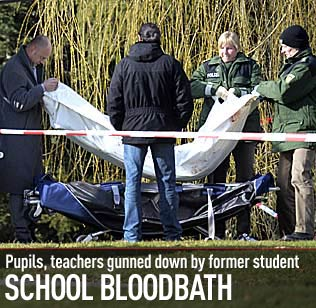 Pupils, teachers gunned down by former student
SCHOOL BLOODBATH